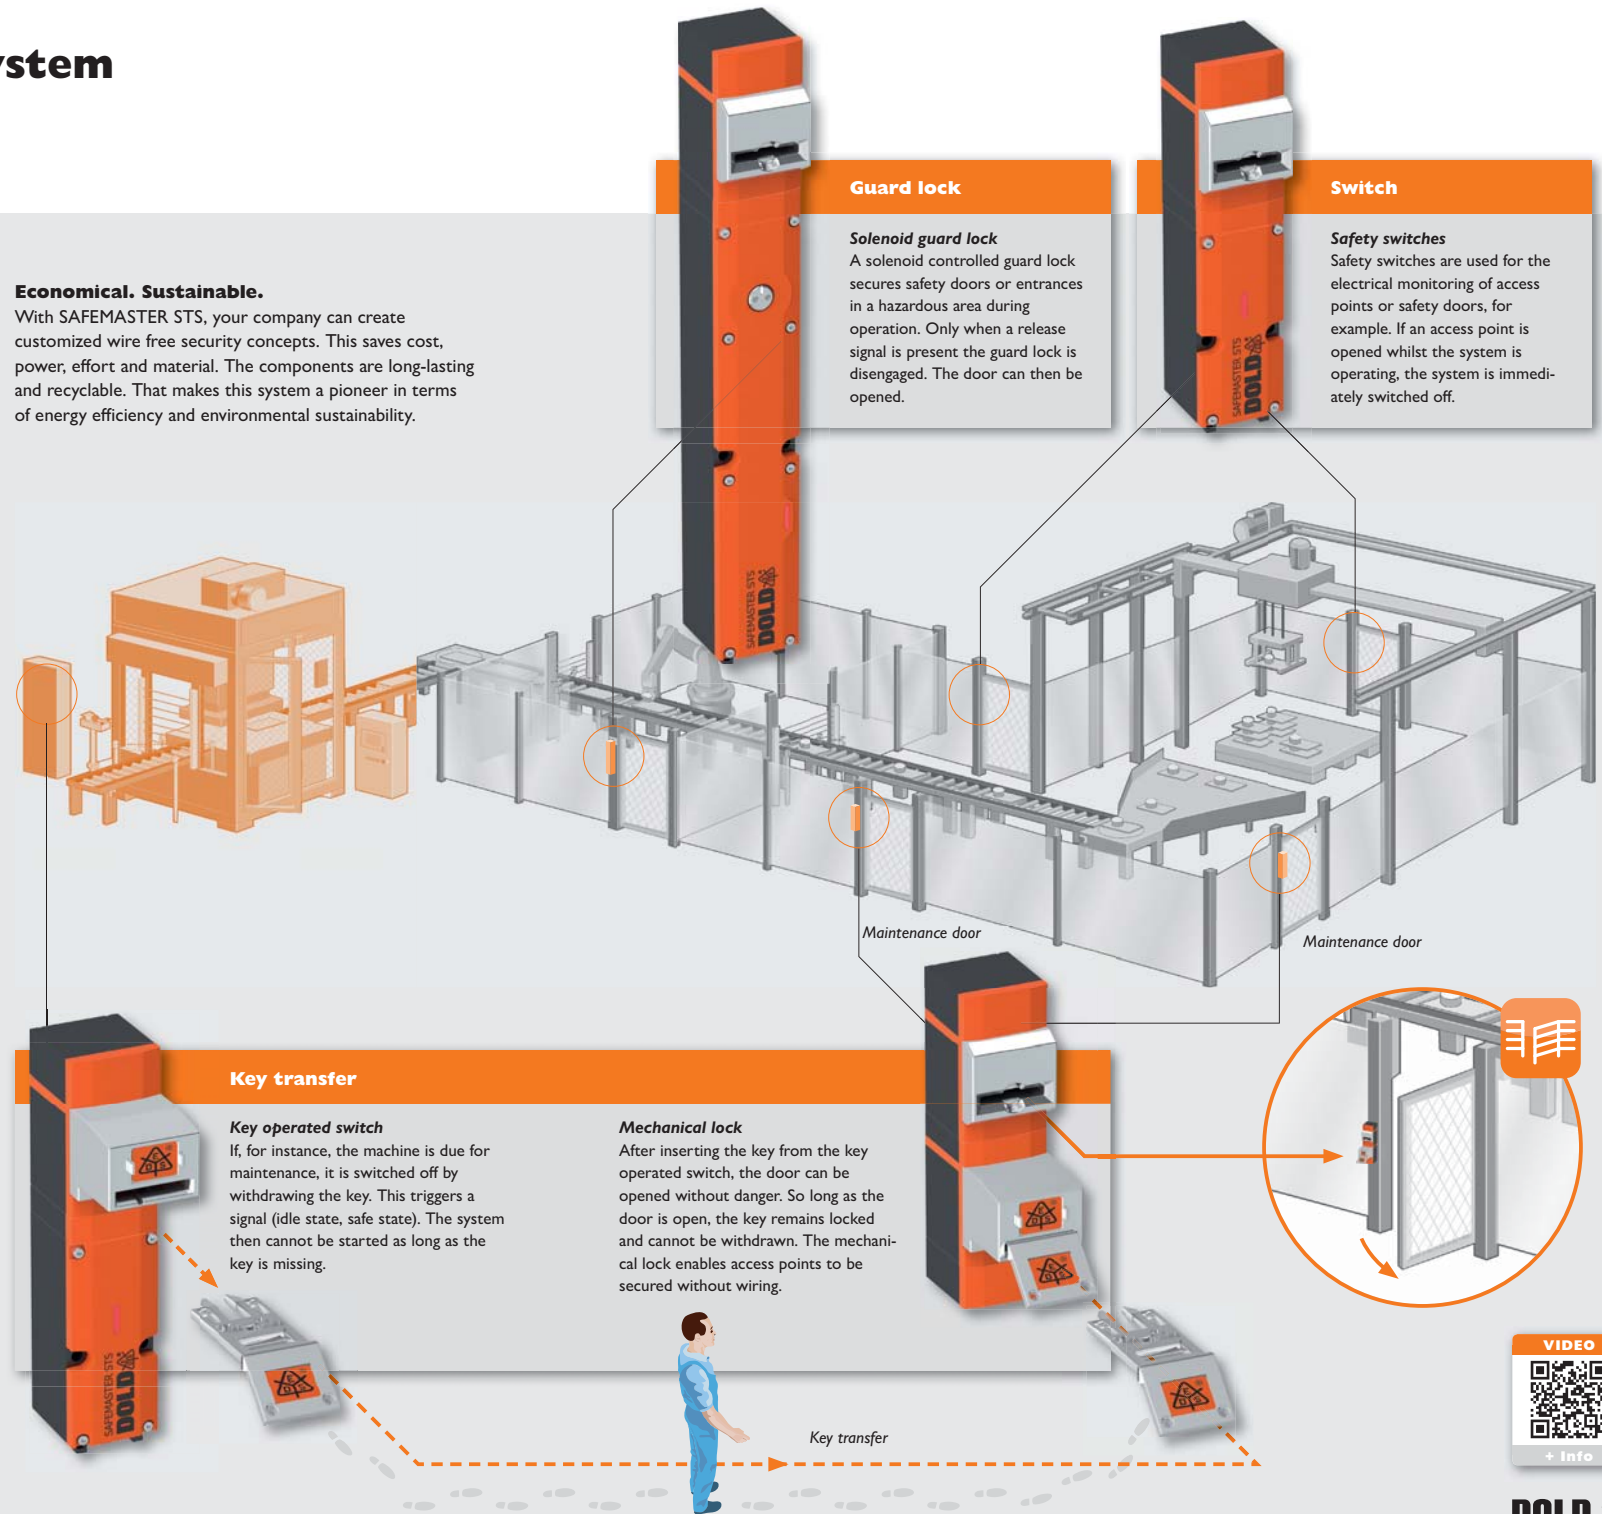 ystem
Guard lock
Solenoid guard lock
A solenoid controlled guard lock
secures safety doors or entrances
in a hazardous area during
operation. Only when a release
signal is present the guard lock is
disengaged. The door can then be
opened.
Switch
Safety switches
Safety switches are used for the
electrical monitoring of access
points or safety doors, for
example. If an access point is
opened whilst the system is
operating, the system is immedi-
ately switched off.
Economical. Sustainable.
With SAFEMASTER STS, your company can create
customized wire free security concepts. This saves cost,
power, effort and material. The components are long-lasting
and recyclable. That makes this system a pioneer in terms
of energy efficiency and environmental sustainability.
SAFEMASTER STS
DOLD
SAFEMASTER STS
DOLD
Maintenance door
Maintenance door
Key transfer
Key operated switch
If, for instance, the machine is due for
maintenance, it is switched off by
withdrawing the key. This triggers a
signal (idle state, safe state). The system
then cannot be started as long as the
key is missing.
Mechanical lock
After inserting the key from the key
operated switch, the door can be
opened without danger. So long as the
door is open, the key remains locked
and cannot be withdrawn. The mechani-
cal lock enables access points to be
secured without wiring.
SAFEMASTER STS
DOLD
Key transfer
VIDEO
+ Info
DOLD